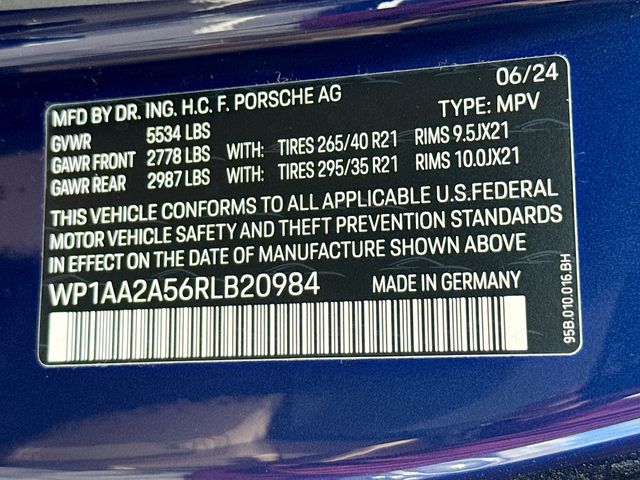 06/24
MFD BY DR. ING. H.C. F. PORSCHE AG
TYPE: MPV
GVWR 5534 LBS
GAWR FRONT 2778 LBS WITH: TIRES 265/40 R21 RIMS 9.5JX21
GAWR REAR 2987 LBS WITH: TIRES 295/35 R21 RIMS 10.0JX21
THIS VEHICLE CONFORMS TO ALL APPLICABLE U.S.FEDERAL
MOTOR VEHICLE SAFETY AND THEFT PREVENTION STANDARDS
IN EFFECT ON THE DATE OF MANUFACTURE SHOWN ABOVE
WP1AA2A56RLB20984 MADE IN GERMANY
95B.010.016.BH